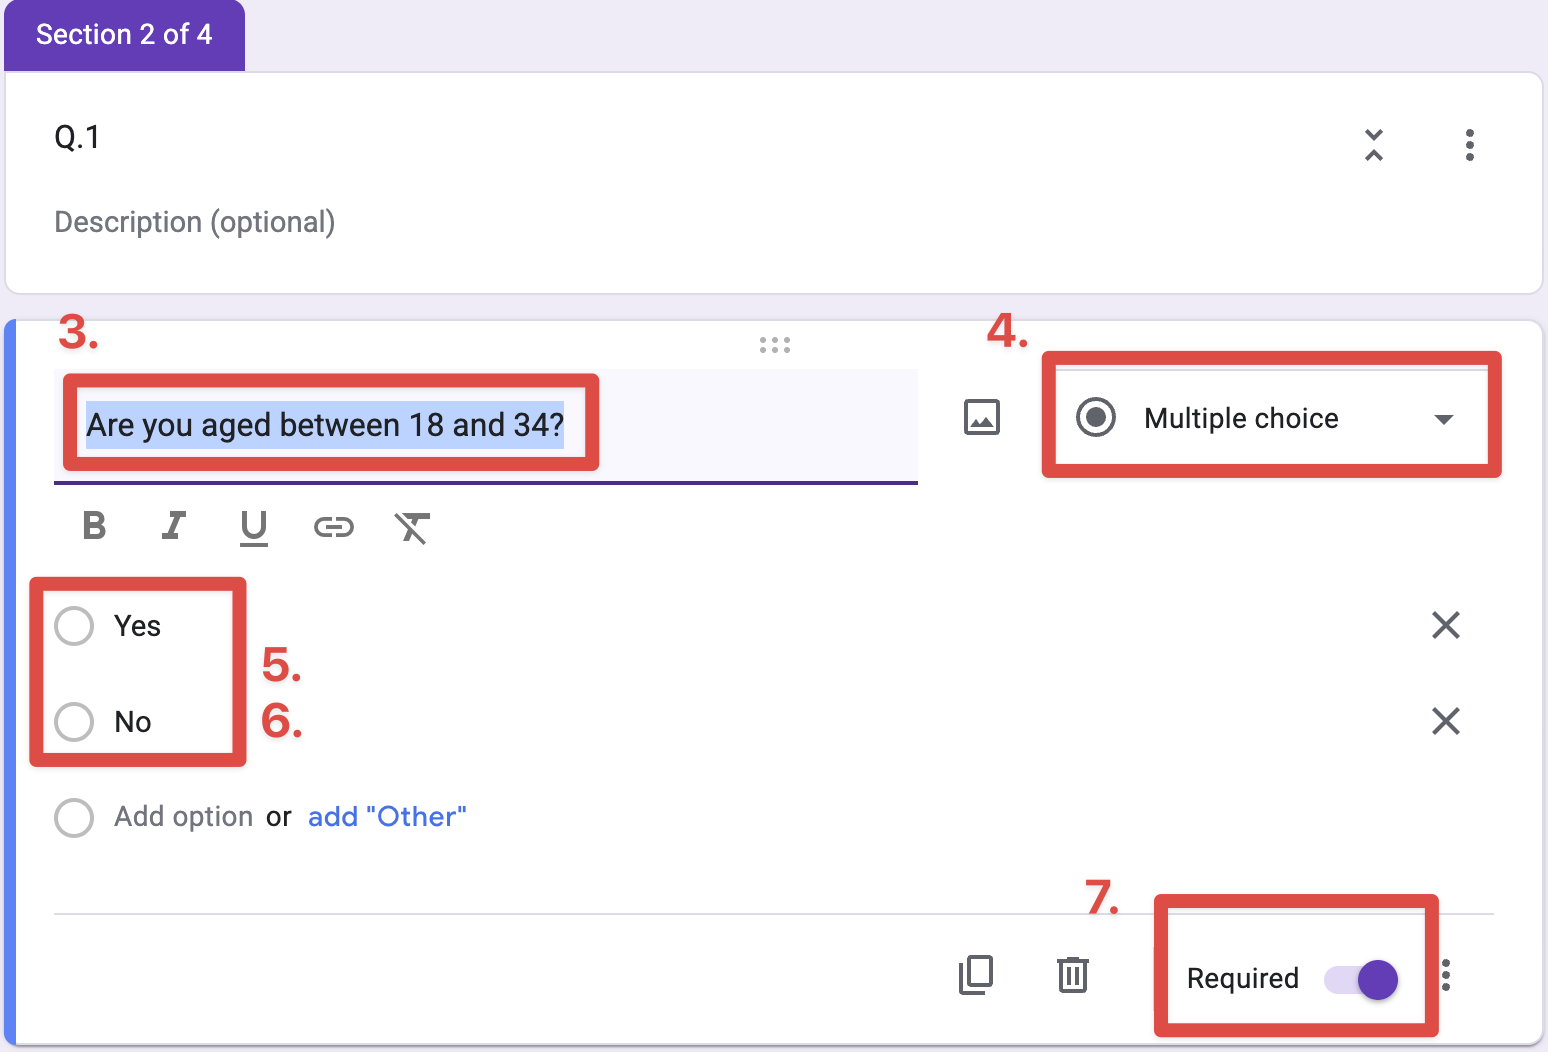 Section 2 of 4
Q.1
Description (optional)
3.
4.
Are you aged between 18 and 34?
Multiple choice
B I U
Yes
5.
No
6.
Add option or add "Other"
7.
Required